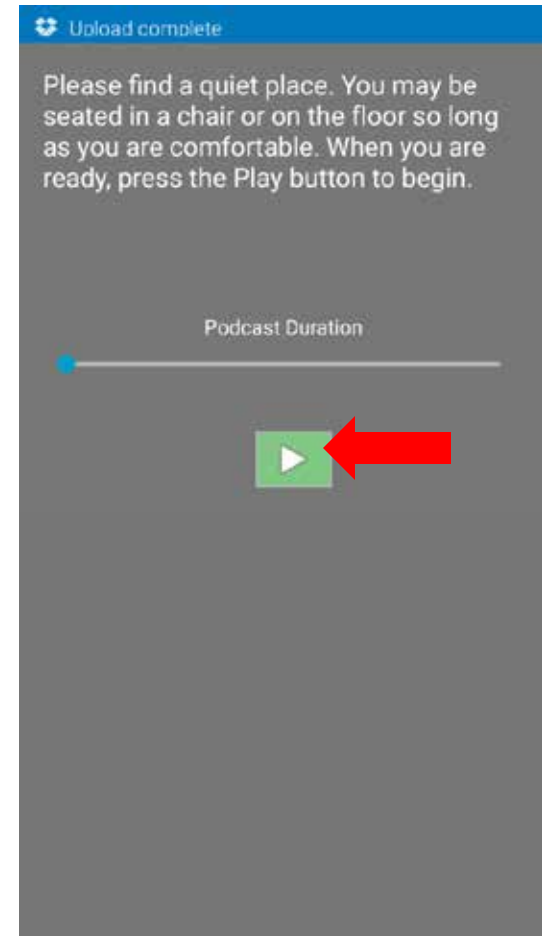 Upload complete
Please find a quiet place. You may be
seated in a chair or on the floor so long
as you are comfortable. When you are
ready, press the Play button to begin.
Podcast Duration